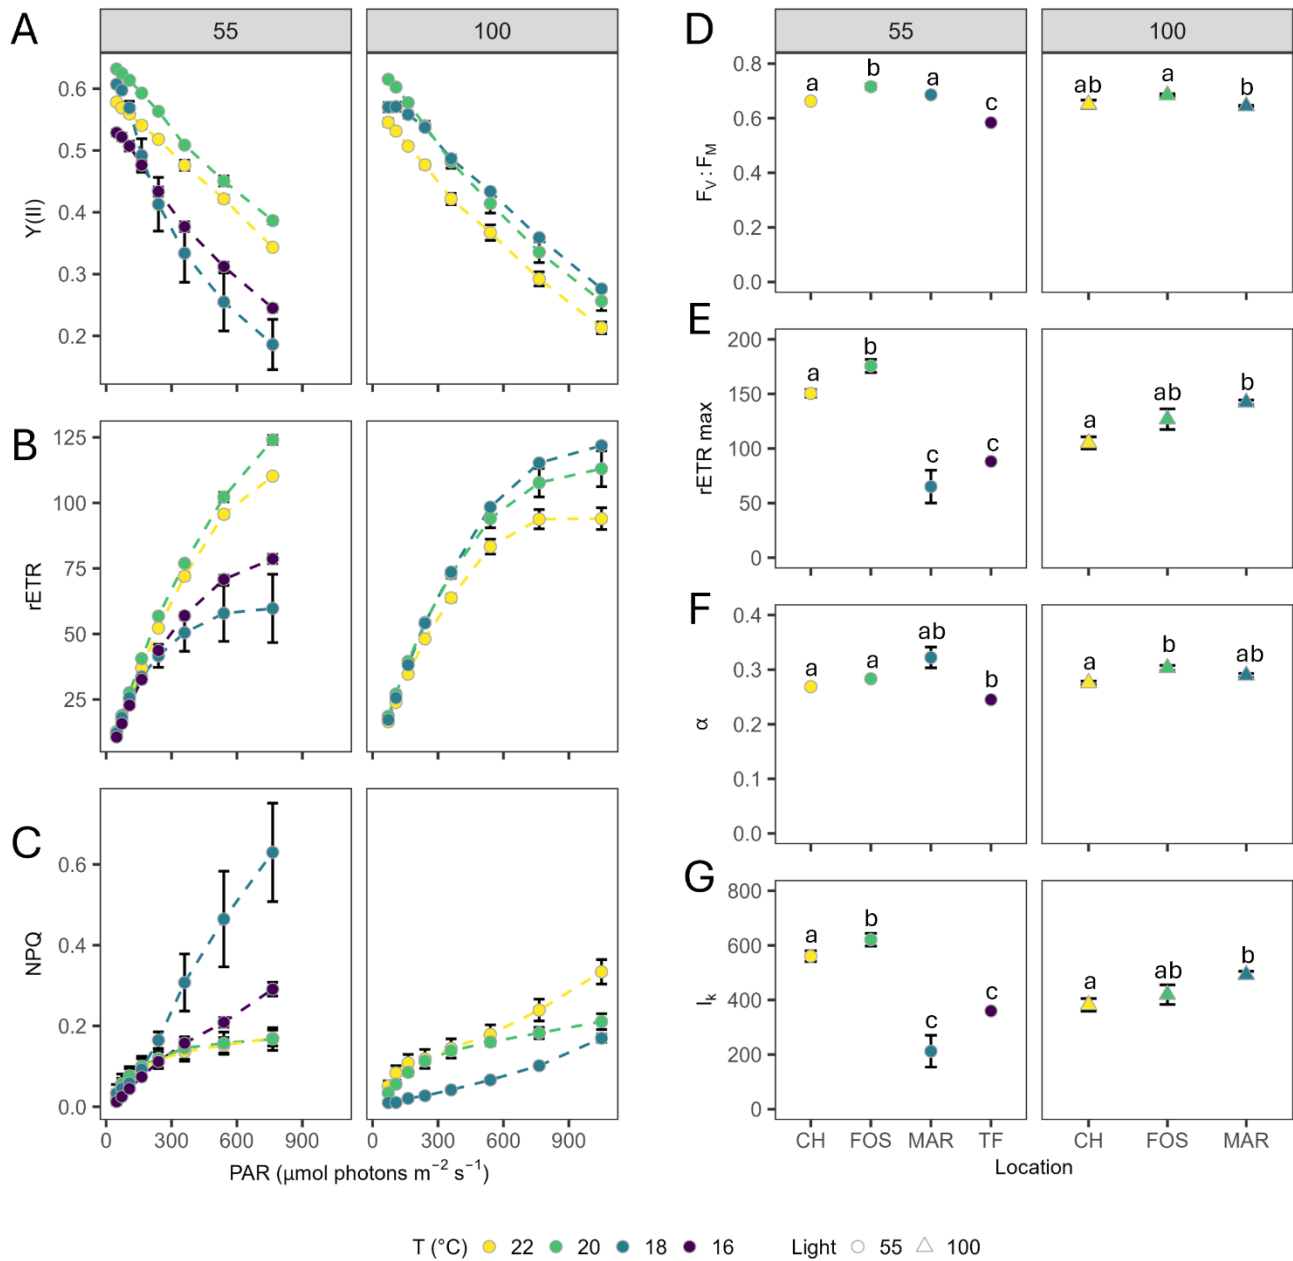 A
55
100
0.6
0.5
0.4
0.3
0.2
Y(II)
B
125
100
75
50
25
rETR
C
0.6
0.4
0.2
0.0
NPQ
0 300 600 900
0 300 600 900
PAR (μmol photons m⁻² s⁻¹)
D
55
100
0.8
0.6
0.4
0.2
0.0
Fᵥ : F_M
a b a c
ab a b
E
200
150
100
50
0
rETR max
a b c c
a ab b
F
0.4
0.3
0.2
0.1
0.0
α
a a ab b
a b ab
G
800
600
400
200
0
Iₖ
a b c c
a ab b
CH FOS MAR TF
CH FOS MAR
Location
T (°C) 22 20 18 16 Light 55 100